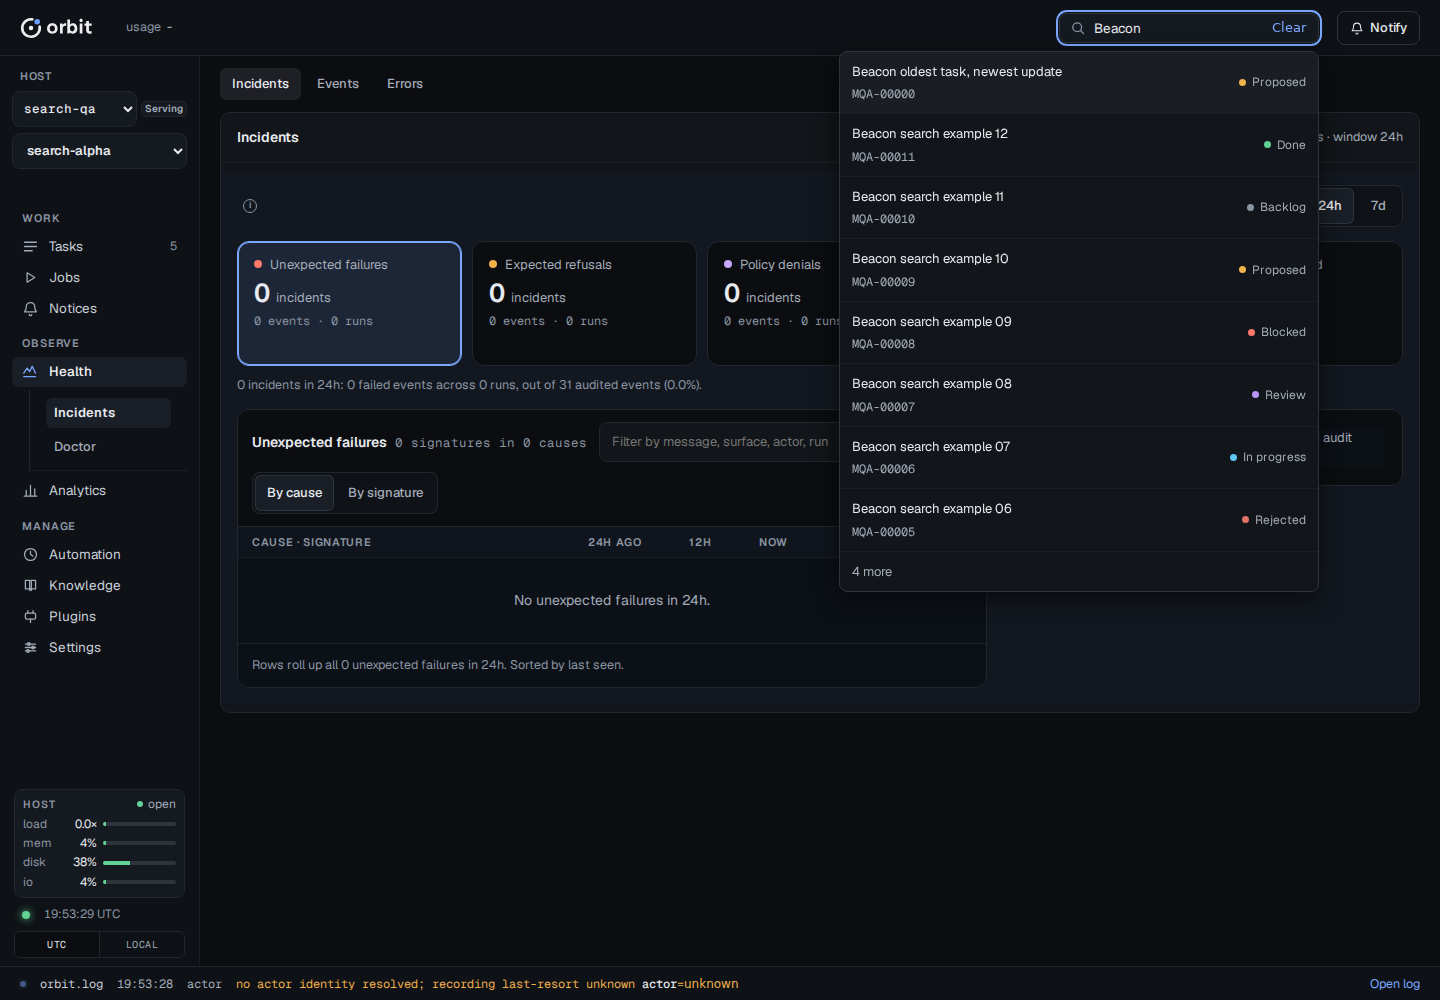 orbit
usage –
Beacon
Clear
Notify
HOST
search-qa
Serving
search-alpha
WORK
Tasks
5
Jobs
Notices
OBSERVE
Health
Incidents
Doctor
Analytics
MANAGE
Automation
Knowledge
Plugins
Settings
HOST
open
load 0.0×
mem 4%
disk 38%
io 4%
19:53:29 UTC
UTC
LOCAL
Incidents
Events
Errors
Incidents
· window 24h
24h
7d
Unexpected failures
0 incidents
0 events · 0 runs
Expected refusals
0 incidents
0 events · 0 runs
Policy denials
0 incidents
0 events · 0 runs
0 incidents in 24h: 0 failed events across 0 runs, out of 31 audited events (0.0%).
Unexpected failures
0 signatures in 0 causes
Filter by message, surface, actor, run
audit
By cause
By signature
CAUSE · SIGNATURE
24H AGO
12H
NOW
No unexpected failures in 24h.
Rows roll up all 0 unexpected failures in 24h. Sorted by last seen.
Beacon oldest task, newest update
MQA-00000
Proposed
Beacon search example 12
MQA-00011
Done
Beacon search example 11
MQA-00010
Backlog
Beacon search example 10
MQA-00009
Proposed
Beacon search example 09
MQA-00008
Blocked
Beacon search example 08
MQA-00007
Review
Beacon search example 07
MQA-00006
In progress
Beacon search example 06
MQA-00005
Rejected
4 more
orbit.log 19:53:28 actor no actor identity resolved; recording last-resort unknown actor=unknown
Open log